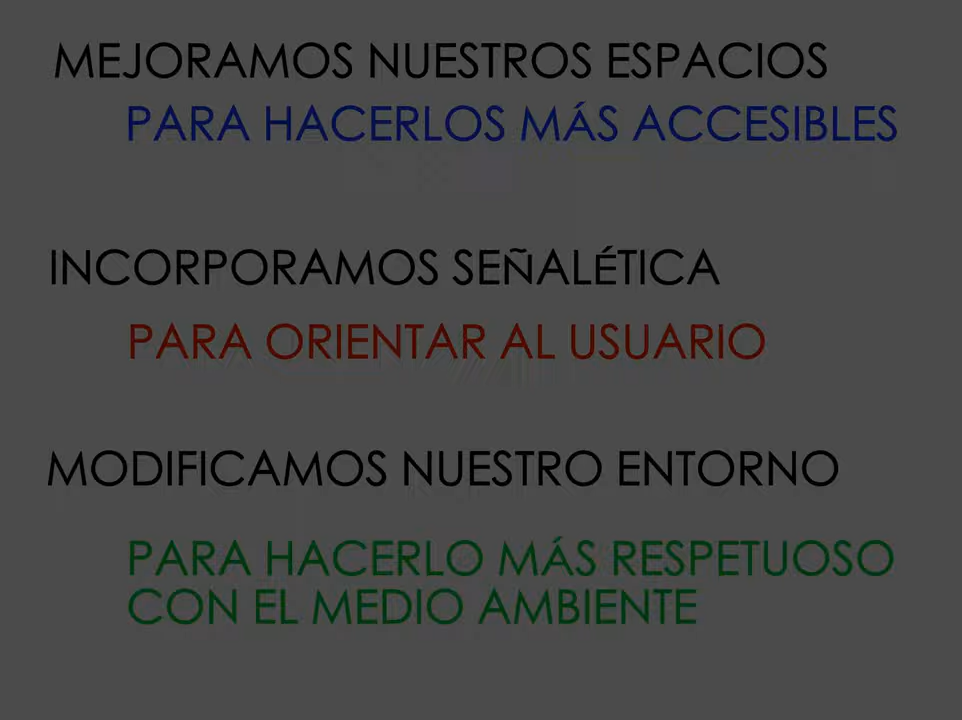 MEJORAMOS NUESTROS ESPACIOS
PARA HACERLOS MÁS ACCESIBLES
INCORPORAMOS SEÑALÉTICA
PARA ORIENTAR AL USUARIO
MODIFICAMOS NUESTRO ENTORNO
PARA HACERLO MÁS RESPETUOSO
CON EL MEDIO AMBIENTE